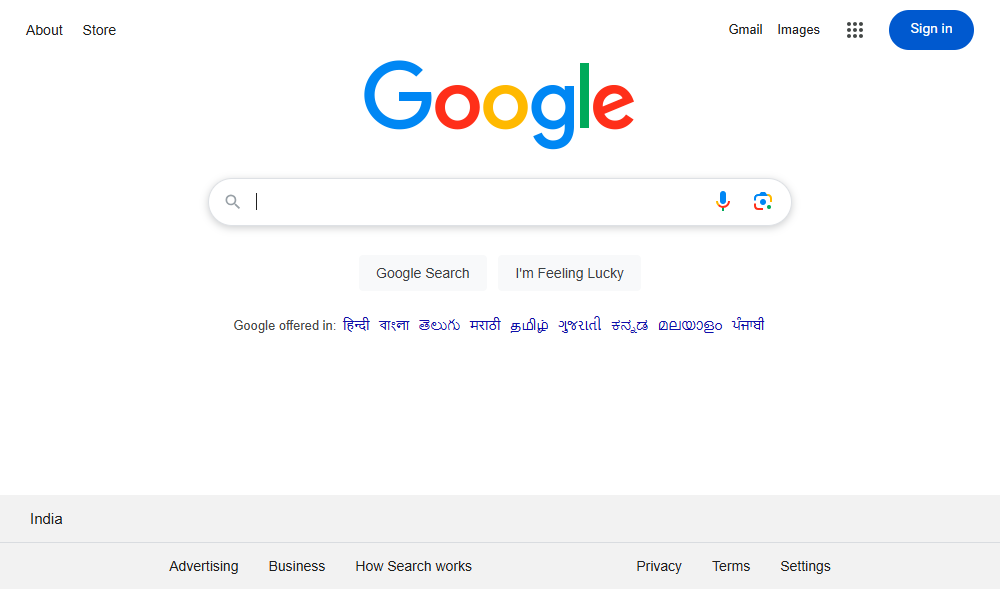 About Store Gmail Images Sign in
Google
Google Search I'm Feeling Lucky
Google offered in: हिन्दी বাংলা తెలుగు मराठी தமிழ் ગુજરાતી ಕನ್ನಡ മലയാളം ਪੰਜਾਬੀ
India
Advertising Business How Search works Privacy Terms Settings